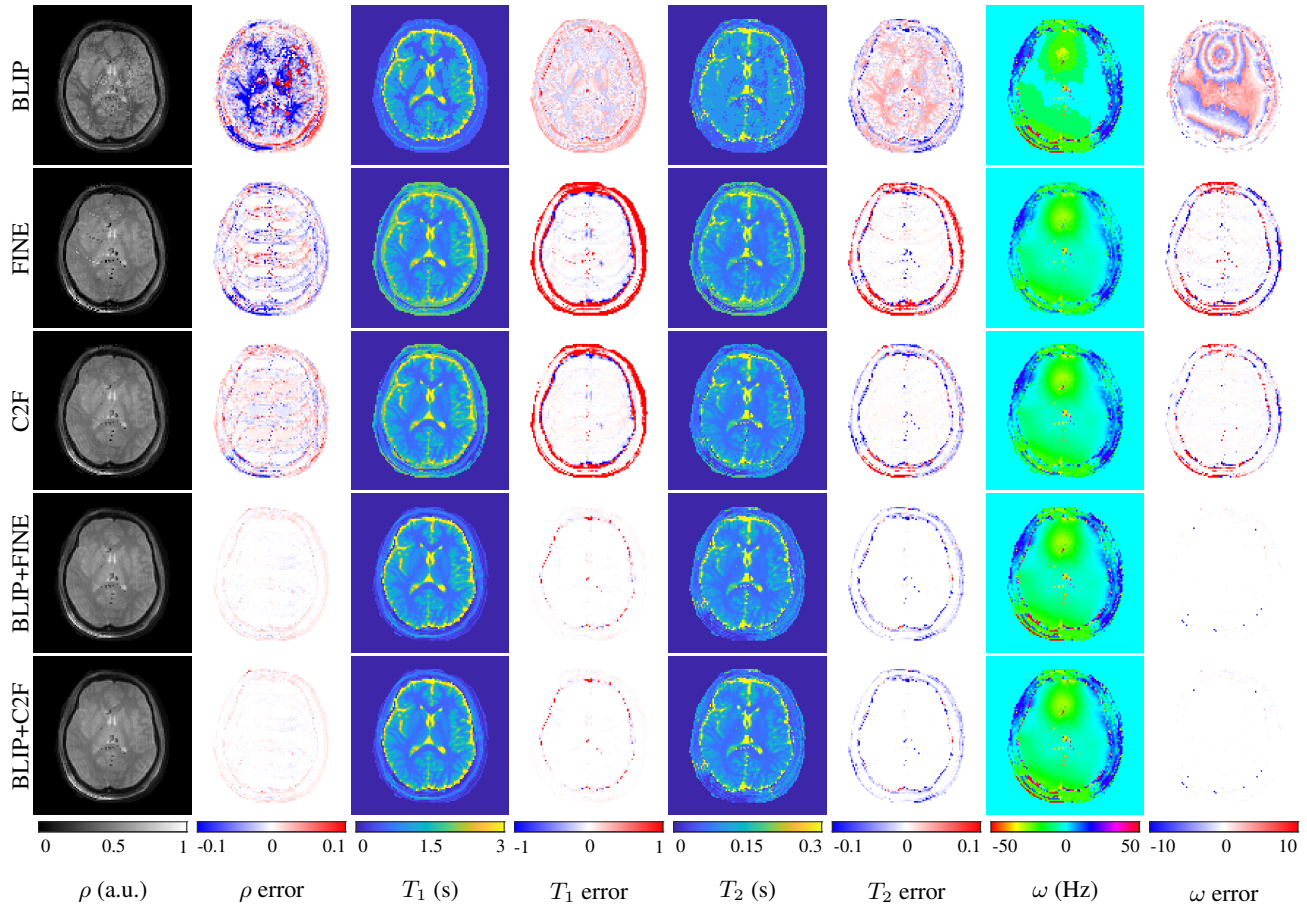 BLIP
FINE
C2F
BLIP+FINE
BLIP+C2F
0 0.5 1 -0.1 0 0.1 0 1.5 3 -1 0 1 0 0.15 0.3 -0.1 0 0.1 -50 0 50 -10 0 10
ρ (a.u.) ρ error T₁ (s) T₁ error T₂ (s) T₂ error ω (Hz) ω error